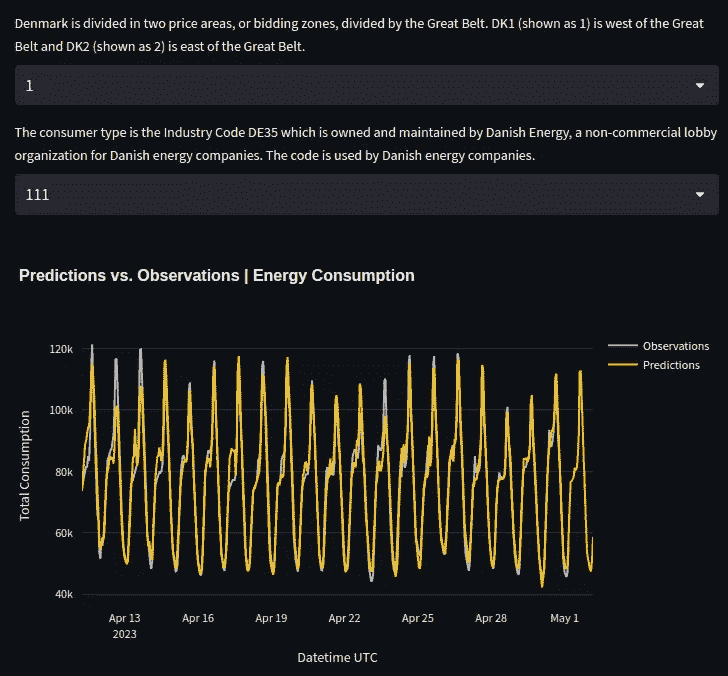 Denmark is divided in two price areas, or bidding zones, divided by the Great Belt. DK1 (shown as 1) is west of the Great
Belt and DK2 (shown as 2) is east of the Great Belt.
1
The consumer type is the Industry Code DE35 which is owned and maintained by Danish Energy, a non-commercial lobby
organization for Danish energy companies. The code is used by Danish energy companies.
111
Predictions vs. Observations | Energy Consumption
Observations
Predictions
Total Consumption
120k
100k
80k
60k
40k
Apr 13 Apr 16 Apr 19 Apr 22 Apr 25 Apr 28 May 1
2023
Datetime UTC